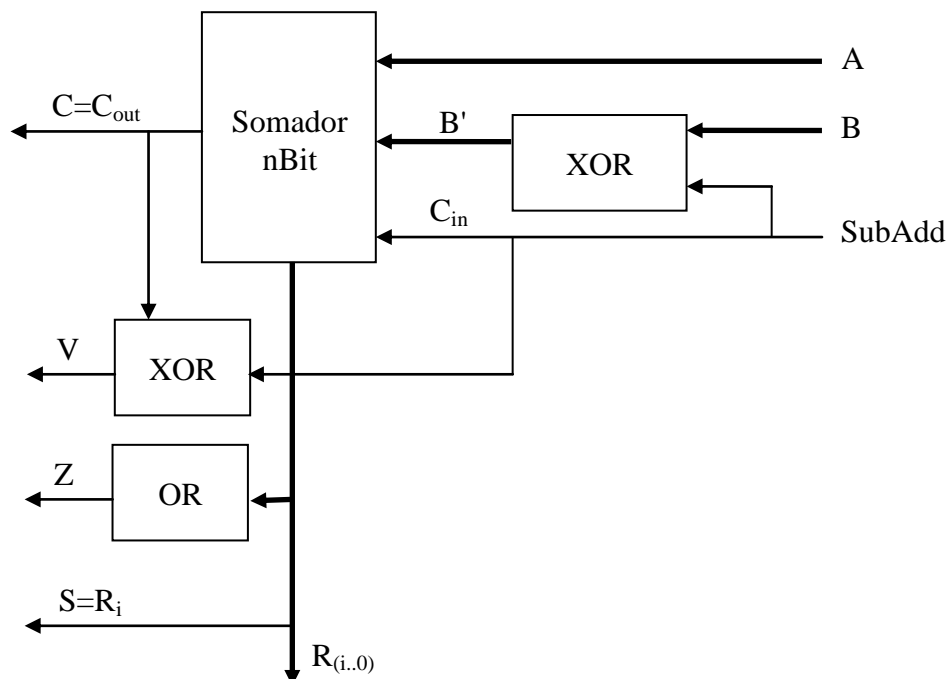 A
C=Cout
Somador
nBit
B'
XOR
B
Cin
SubAdd
V
XOR
Z
OR
S=Ri
R(i..0)